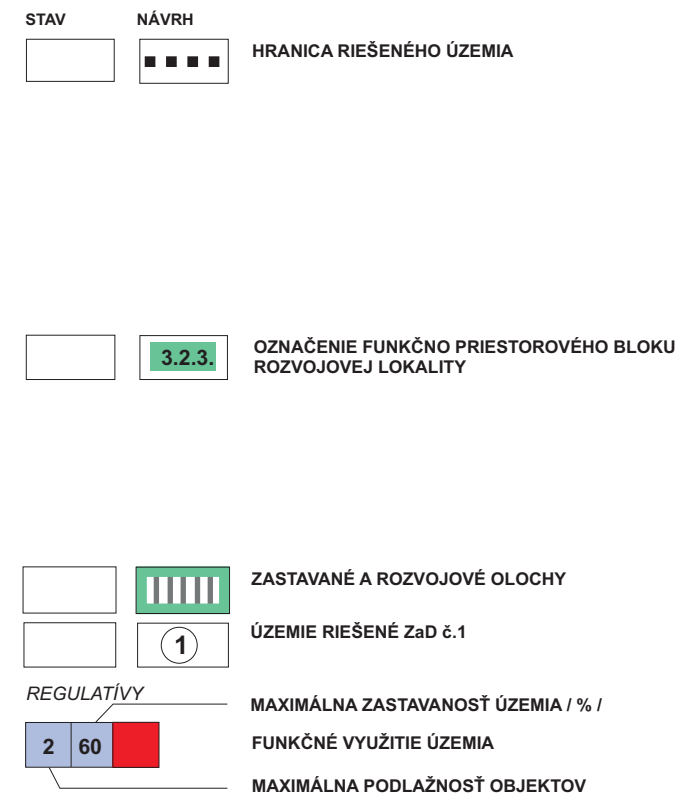 STAV NÁVRH
HRANICA RIEŠENÉHO ÚZEMIA
3.2.3. OZNAČENIE FUNKČNO PRIESTOROVÉHO BLOKU
ROZVOJOVEJ LOKALITY
ZASTAVANÉ A ROZVOJOVÉ OLOCHY
1 ÚZEMIE RIEŠENÉ ZaD č.1
REGULATÍVY
MAXIMÁLNA ZASTAVANOSŤ ÚZEMIA / % /
2 60 FUNKČNÉ VYUŽITIE ÚZEMIA
MAXIMÁLNA PODLAŽNOSŤ OBJEKTOV